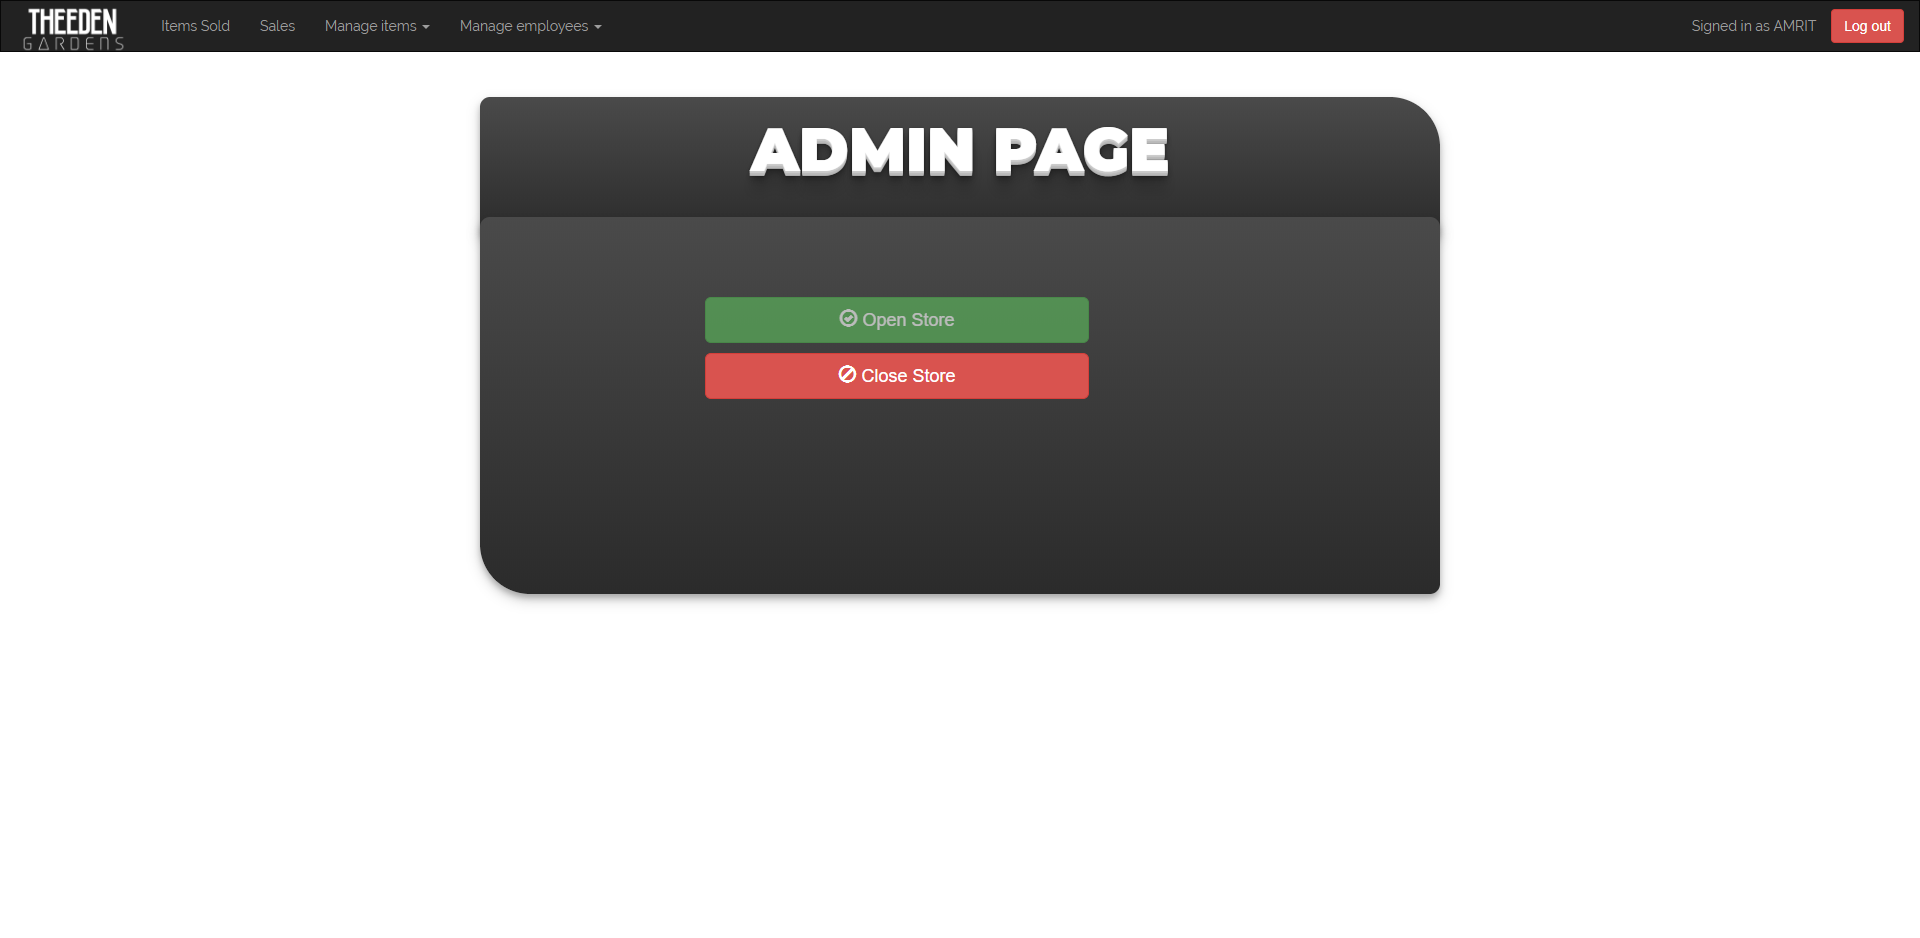 THEEDEN
GARDENS
Items Sold
Sales
Manage items
Manage employees
Signed in as AMRIT
Log out
ADMIN PAGE
Open Store
Close Store